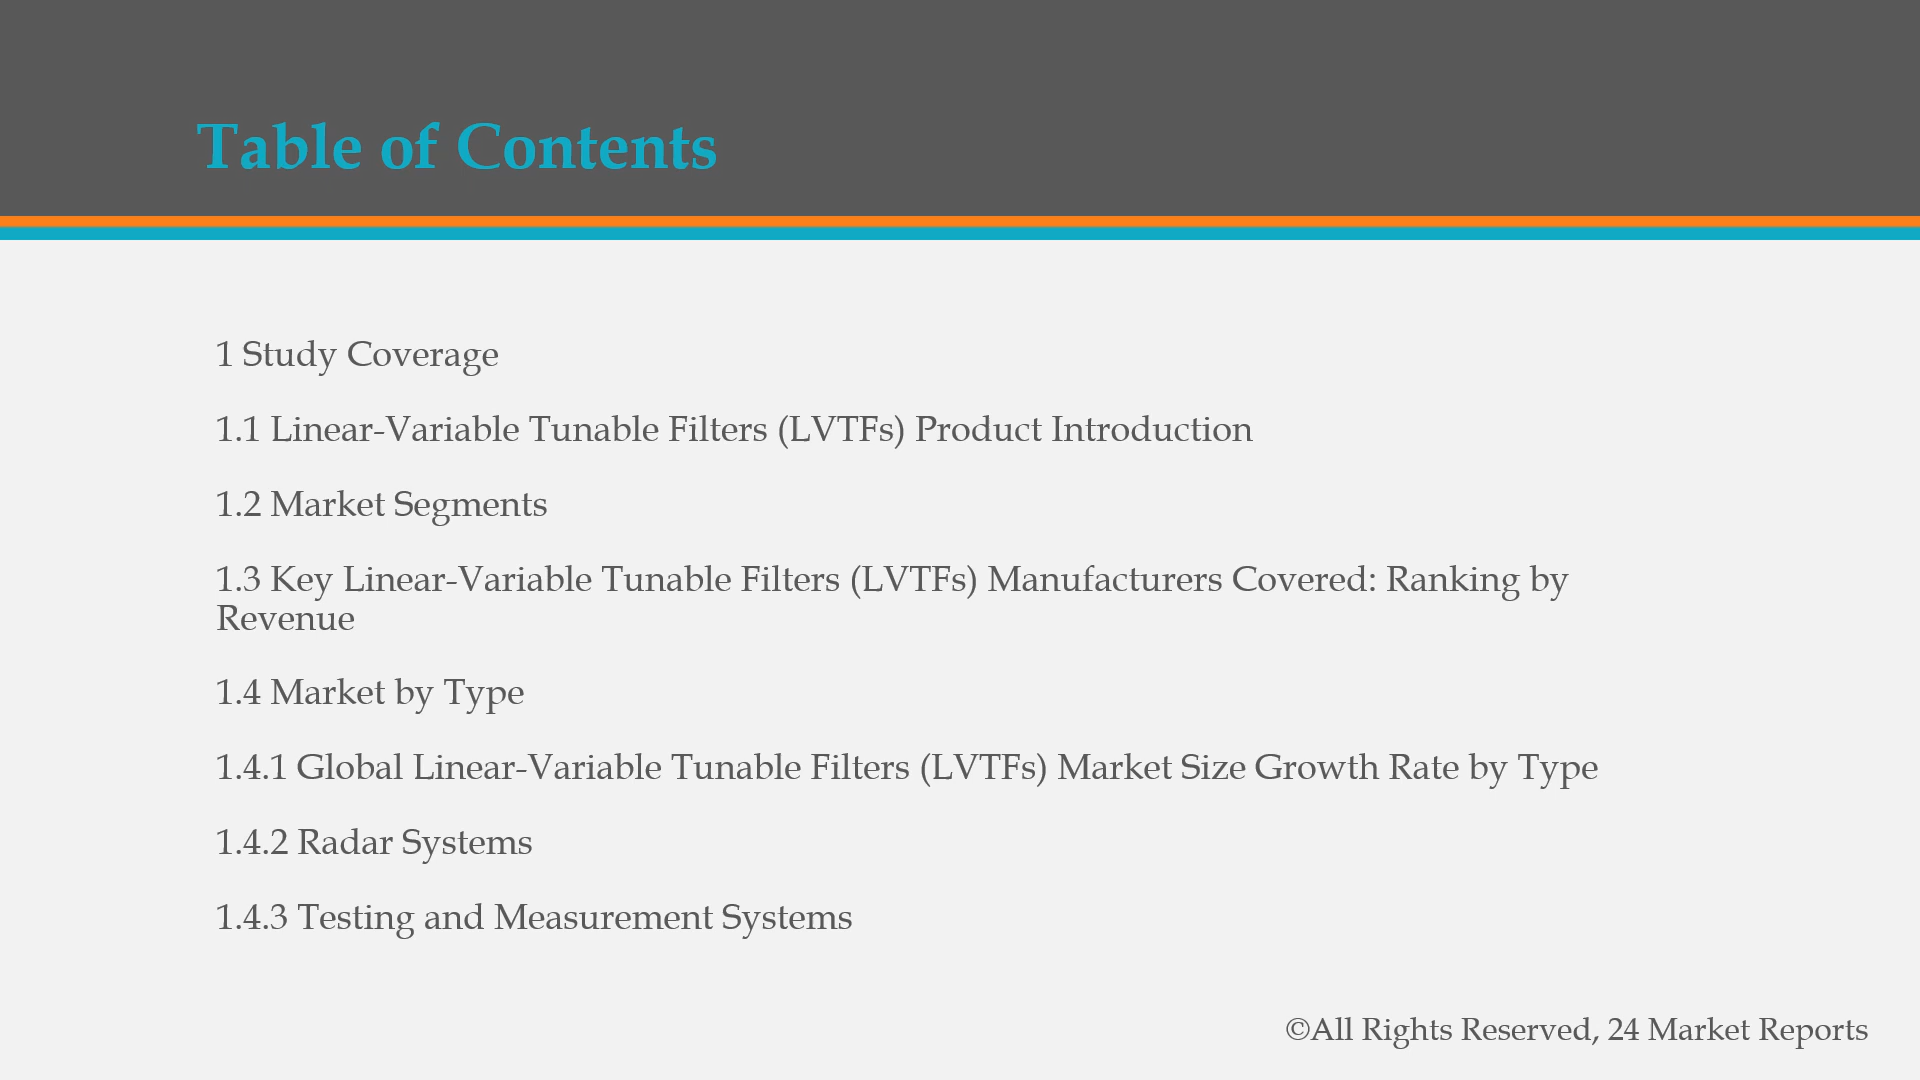 Table of Contents
1 Study Coverage
1.1 Linear-Variable Tunable Filters (LVTFs) Product Introduction
1.2 Market Segments
1.3 Key Linear-Variable Tunable Filters (LVTFs) Manufacturers Covered: Ranking by
Revenue
1.4 Market by Type
1.4.1 Global Linear-Variable Tunable Filters (LVTFs) Market Size Growth Rate by Type
1.4.2 Radar Systems
1.4.3 Testing and Measurement Systems
©All Rights Reserved, 24 Market Reports